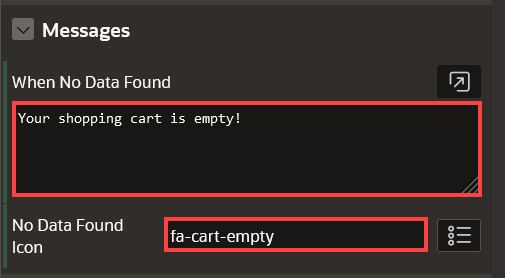 Messages
When No Data Found
Your shopping cart is empty!
No Data Found
Icon
fa-cart-empty